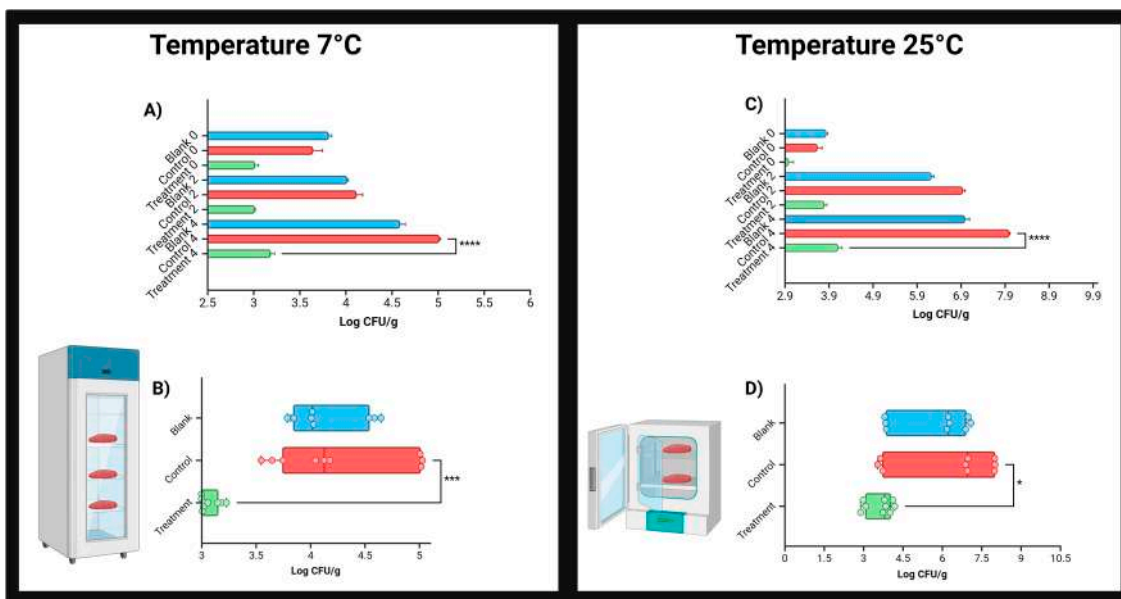 Temperature 7°C
A)
Blank 0
Control 0
Treatment 0
Blank 2
Control 2
Treatment 2
Blank 4
Control 4
Treatment 4
****
2.5 3 4 4.5 5 5.5 6
Log CFU/g
B)
Blank
Control
Treatment
***
3 3.5 4 4.5 5
Log CFU/g
Temperature 25°C
C)
Blank 0
Control 0
Treatment 0
Blank 2
Control 2
Treatment 2
Blank 4
Control 4
Treatment 4
****
2.9 3.9 4.9 5.9 6.9 7.9 8.9 9.9
Log CFU/g
D)
Blank
Control
Treatment
*
0 1.5 3 4.5 6 7.5 9 10.5
Log CFU/g